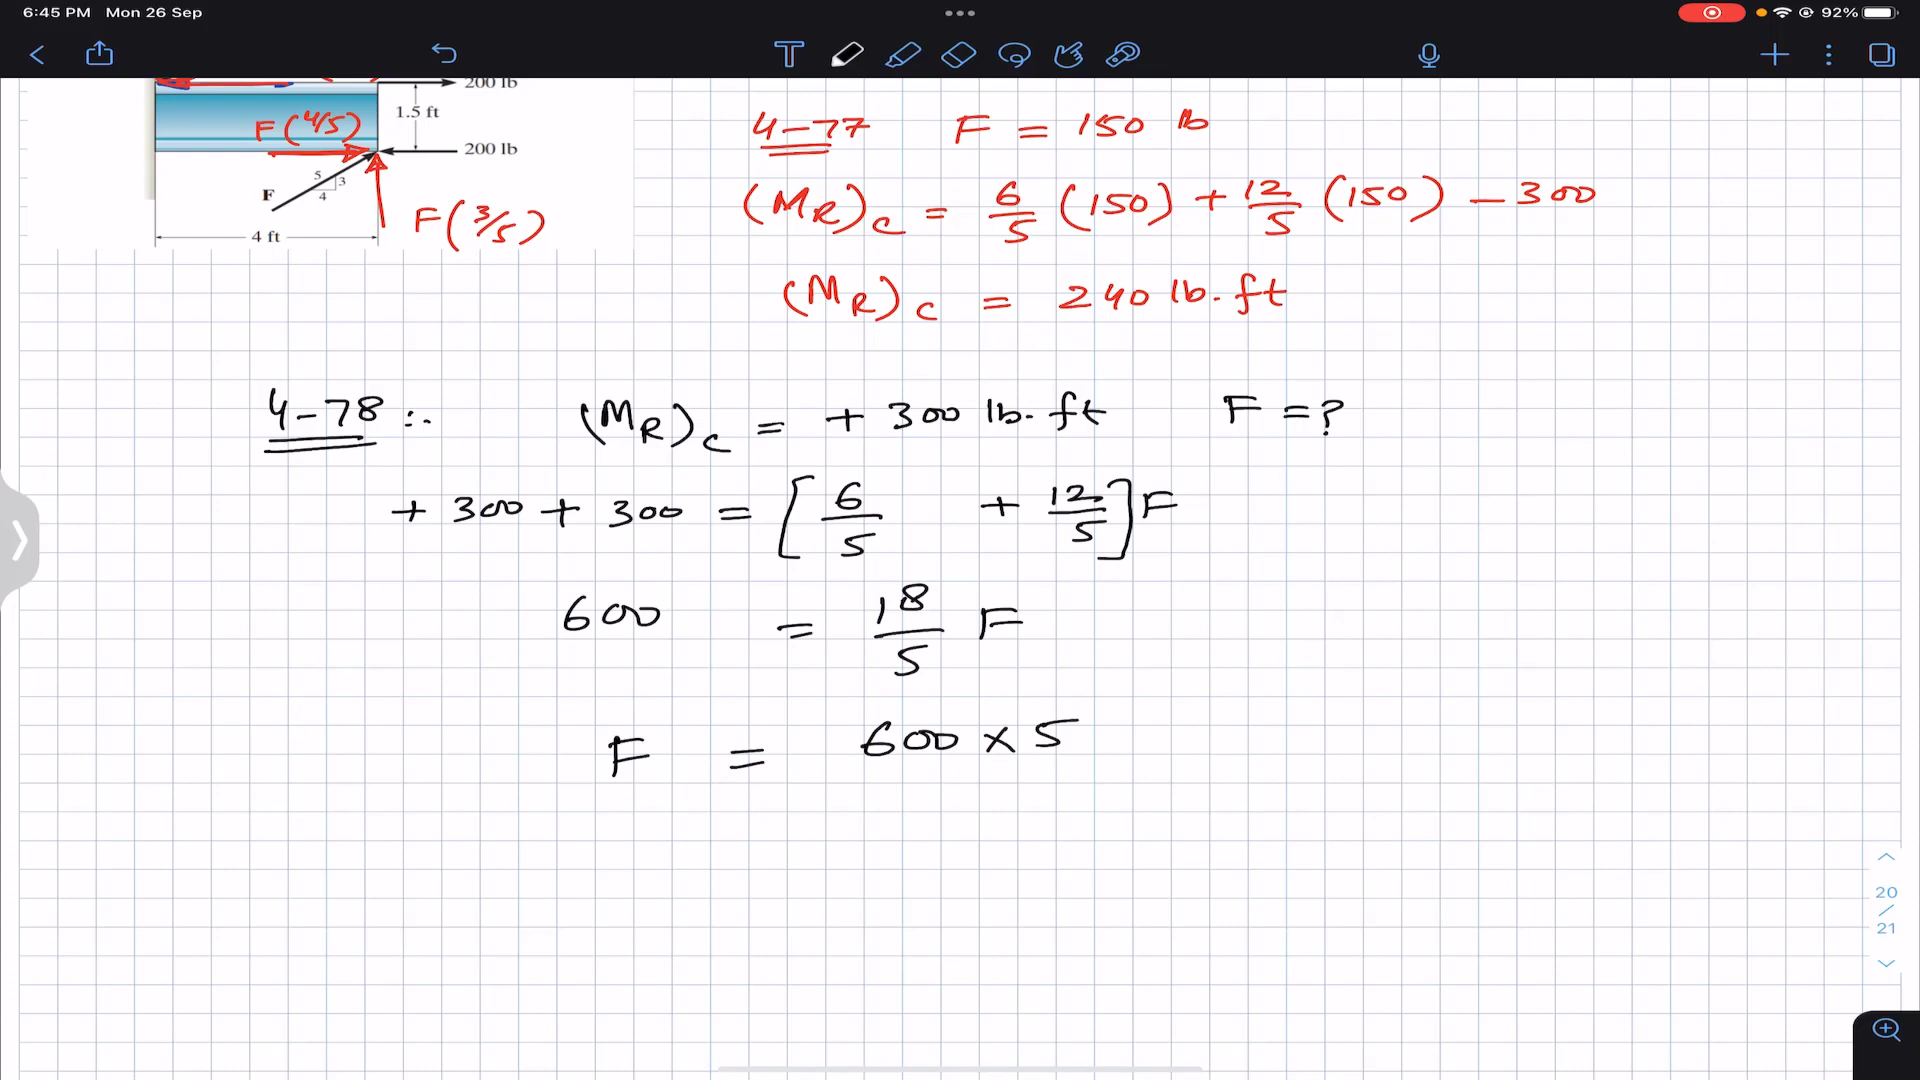 6:45 PM Mon 26 Sep
92%
200 lb
1.5 ft
F(4/5)
200 lb
5
3
4
F
F(3/5)
4 ft
4-77 F = 150 lb
(MR)C = 6/5 (150) + 12/5 (150) - 300
(MR)C = 240 lb.ft
4-78 :- (MR)C = + 300 lb.ft F = ?
+ 300 + 300 = [6/5 + 12/5] F
600 = 18/5 F
F = 600 × 5
20
/
21